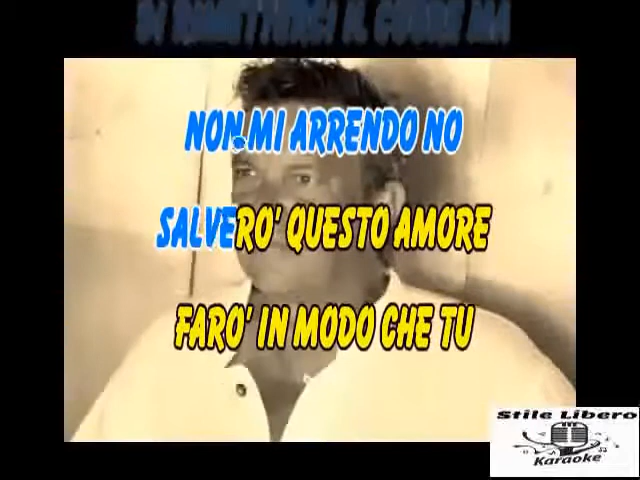 NON MI ARRENDO NO
SALVERO' QUESTO AMORE
FARO' IN MODO CHE TU
Stile Libero
Karaoke